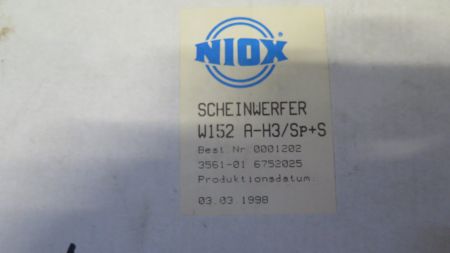 NIOX
SCHEINWERFER
W152 A-H3/Sp+S
Best.Nr.0001202
3561-01 6752025
Produktionsdatum:
03.03.1998